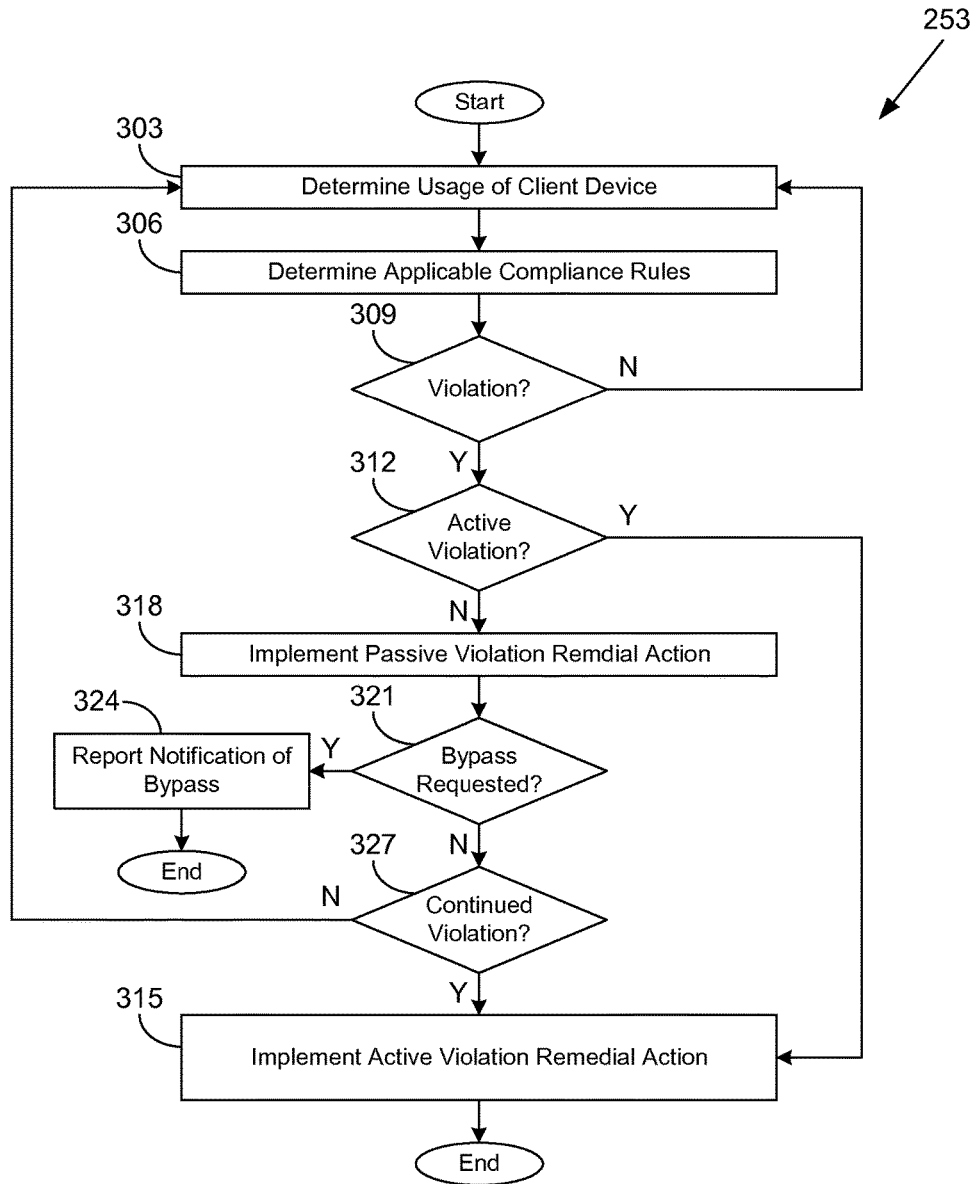 253
Start
303
Determine Usage of Client Device
306
Determine Applicable Compliance Rules
309
Violation?
N
Y
312
Active
Violation?
Y
N
318
Implement Passive Violation Remdial Action
321
Bypass
Requested?
Y
324
Report Notification of
Bypass
End
N
327
Continued
Violation?
N
Y
315
Implement Active Violation Remedial Action
End